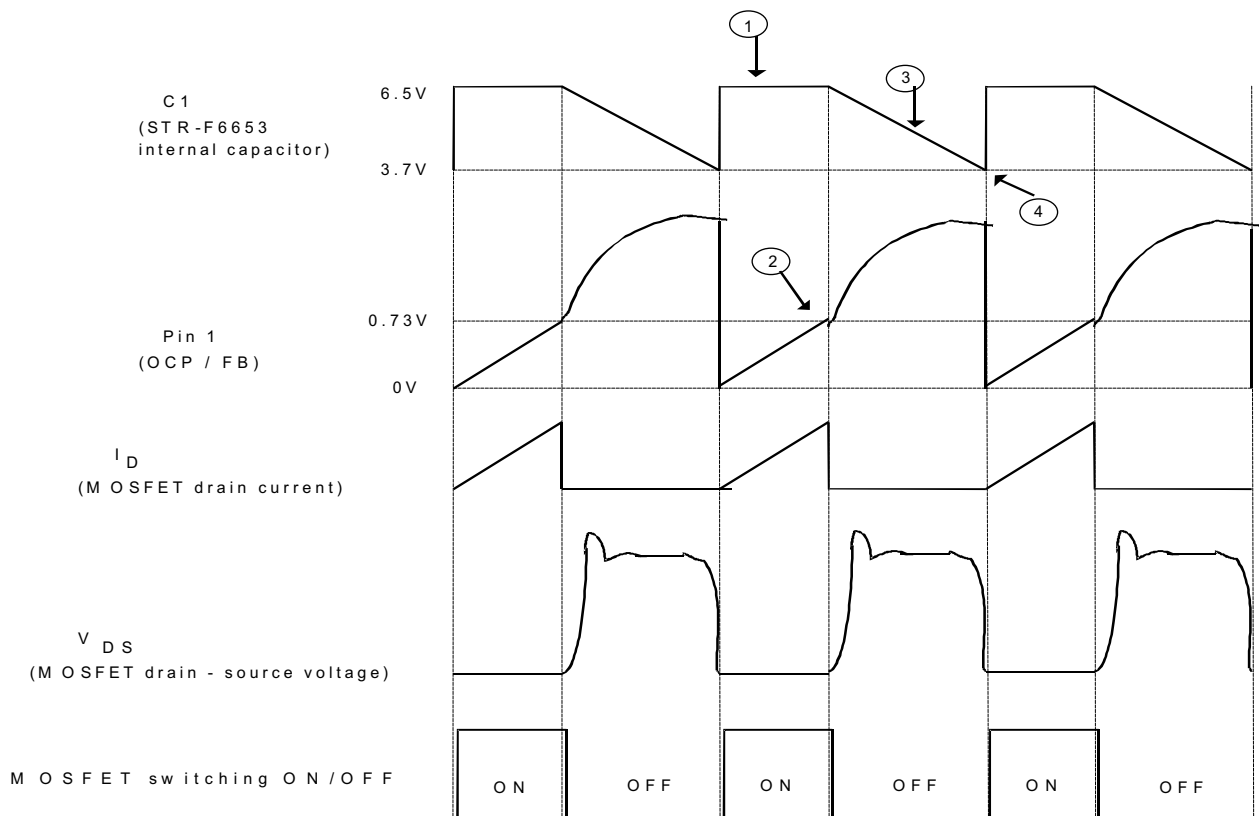 1
C1
(STR-F6653
internal capacitor)
6.5V
3.7V
3
4
2
Pin 1
(OCP / FB)
0.73V
0V
I D
(MOSFET drain current)
V DS
(MOSFET drain - source voltage)
MOSFET switching ON/OFF
ON
OFF
ON
OFF
ON
OFF